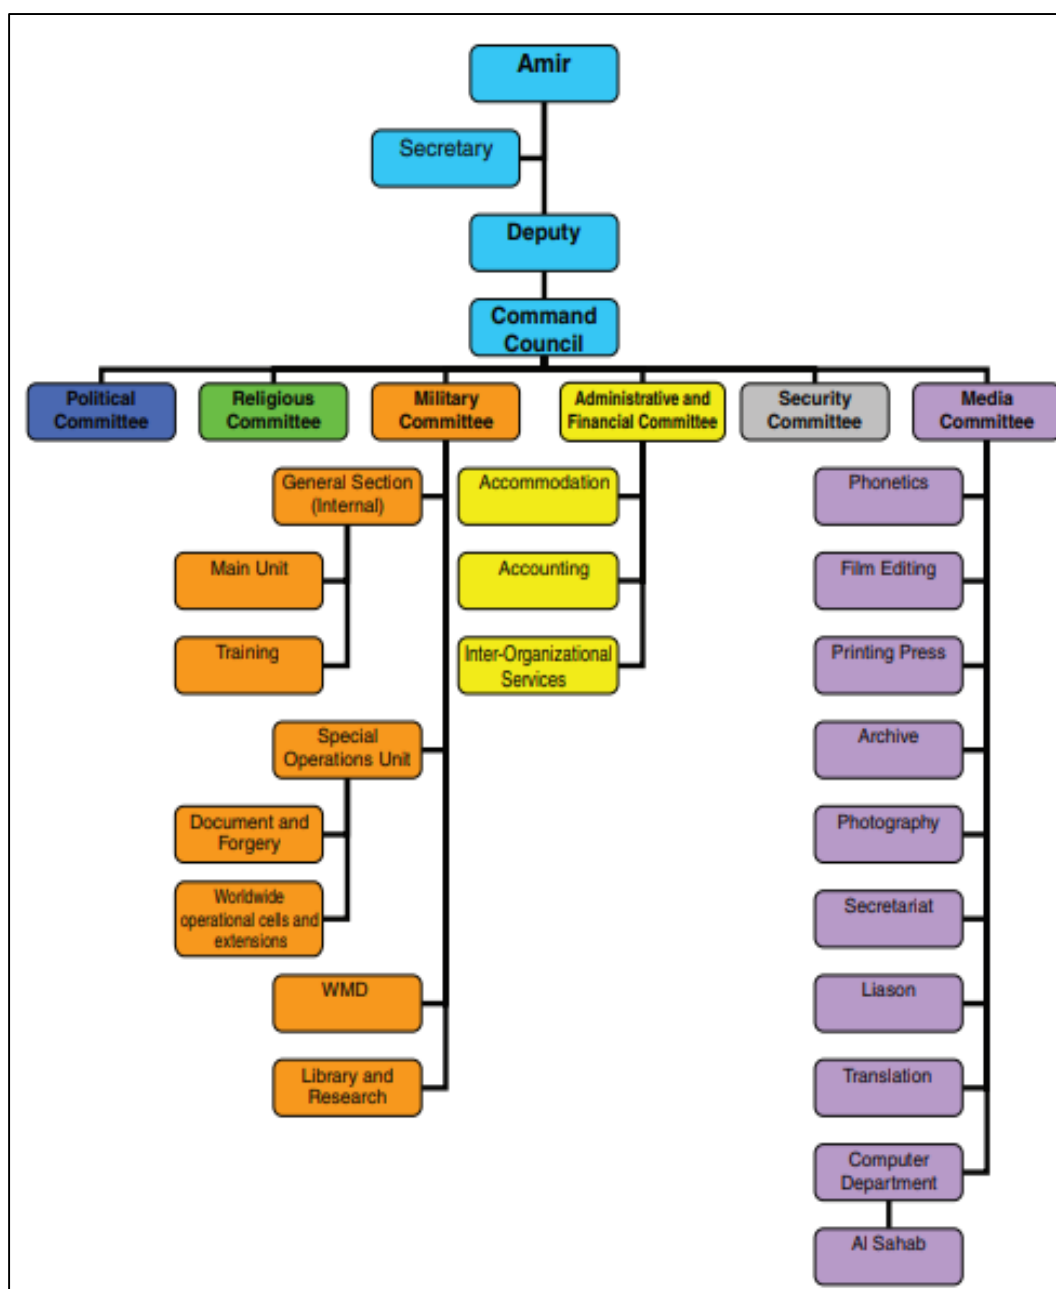 Amir
Secretary
Deputy
Command
Council
Political
Committee
Religious
Committee
Military
Committee
Administrative and
Financial Committee
Security
Committee
Media
Committee
General Section
(Internal)
Main Unit
Training
Special
Operations Unit
Document and
Forgery
Worldwide
operational cells and
extensions
WMD
Library and
Research
Accommodation
Accounting
Inter-Organizational
Services
Phonetics
Film Editing
Printing Press
Archive
Photography
Secretariat
Liason
Translation
Computer
Department
Al Sahab